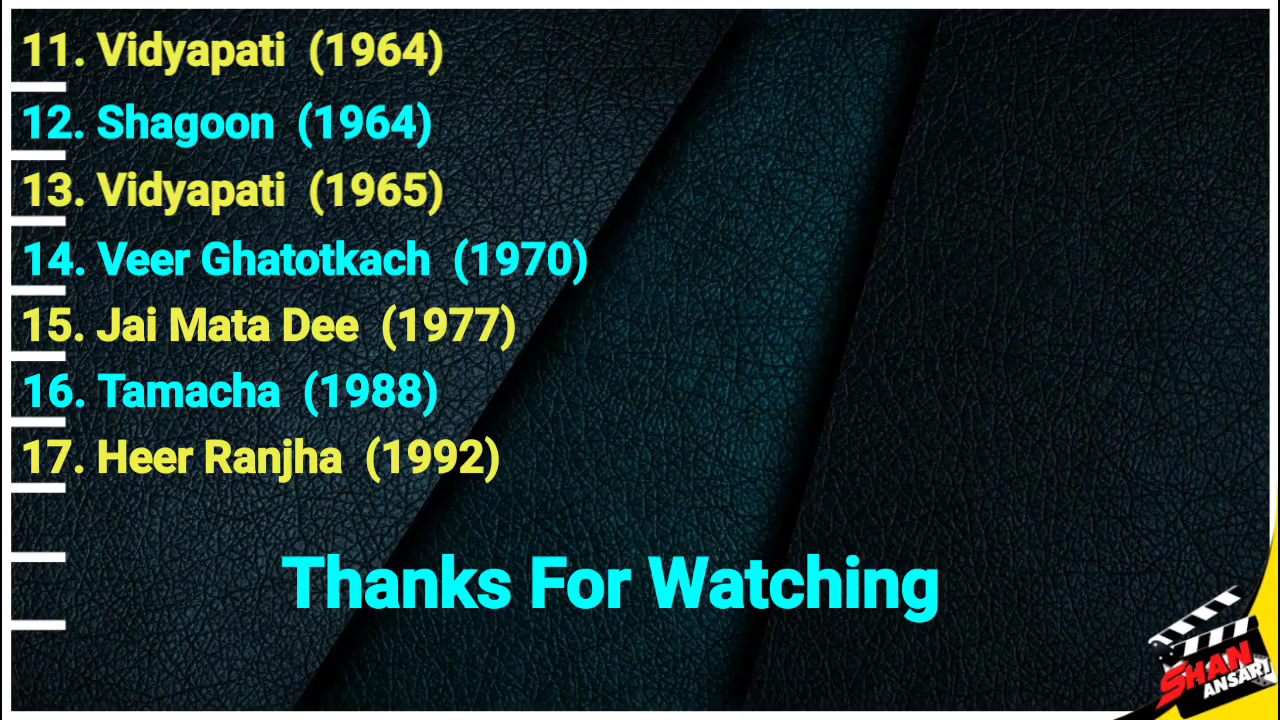 11. Vidyapati (1964)
12. Shagoon (1964)
13. Vidyapati (1965)
14. Veer Ghatotkach (1970)
15. Jai Mata Dee (1977)
16. Tamacha (1988)
17. Heer Ranjha (1992)
Thanks For Watching
SHAN
ANSARI